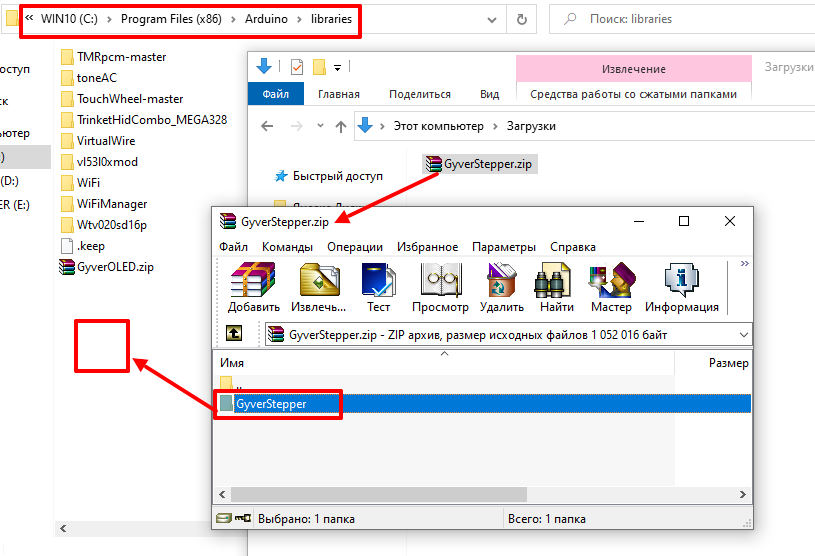 « WIN10 (C:) > Program Files (x86) > Arduino > libraries
Поиск: libraries
оступ
ск
ьютер
)
(D:)
ER (E:)
TMRpcm-master
toneAC
TouchWheel-master
TrinketHidCombo_MEGA328
VirtualWire
vl53l0xmod
WiFi
WiFiManager
Wtv020sd16p
.keep
GyverOLED.zip
Извлечение
Загрузки
Файл
Главная
Поделиться
Вид
Средства работы со сжатыми папками
Этот компьютер > Загрузки
Быстрый доступ
GyverStepper.zip
GyverStepper.zip
Файл Команды Операции Избранное Параметры Справка
Добавить Извлечь... Тест Просмотр Удалить Найти Мастер Информация
GyverStepper.zip - ZIP архив, размер исходных файлов 1 052 016 байт
Имя Размер
..
GyverStepper
Выбрано: 1 папка
Всего: 1 папка